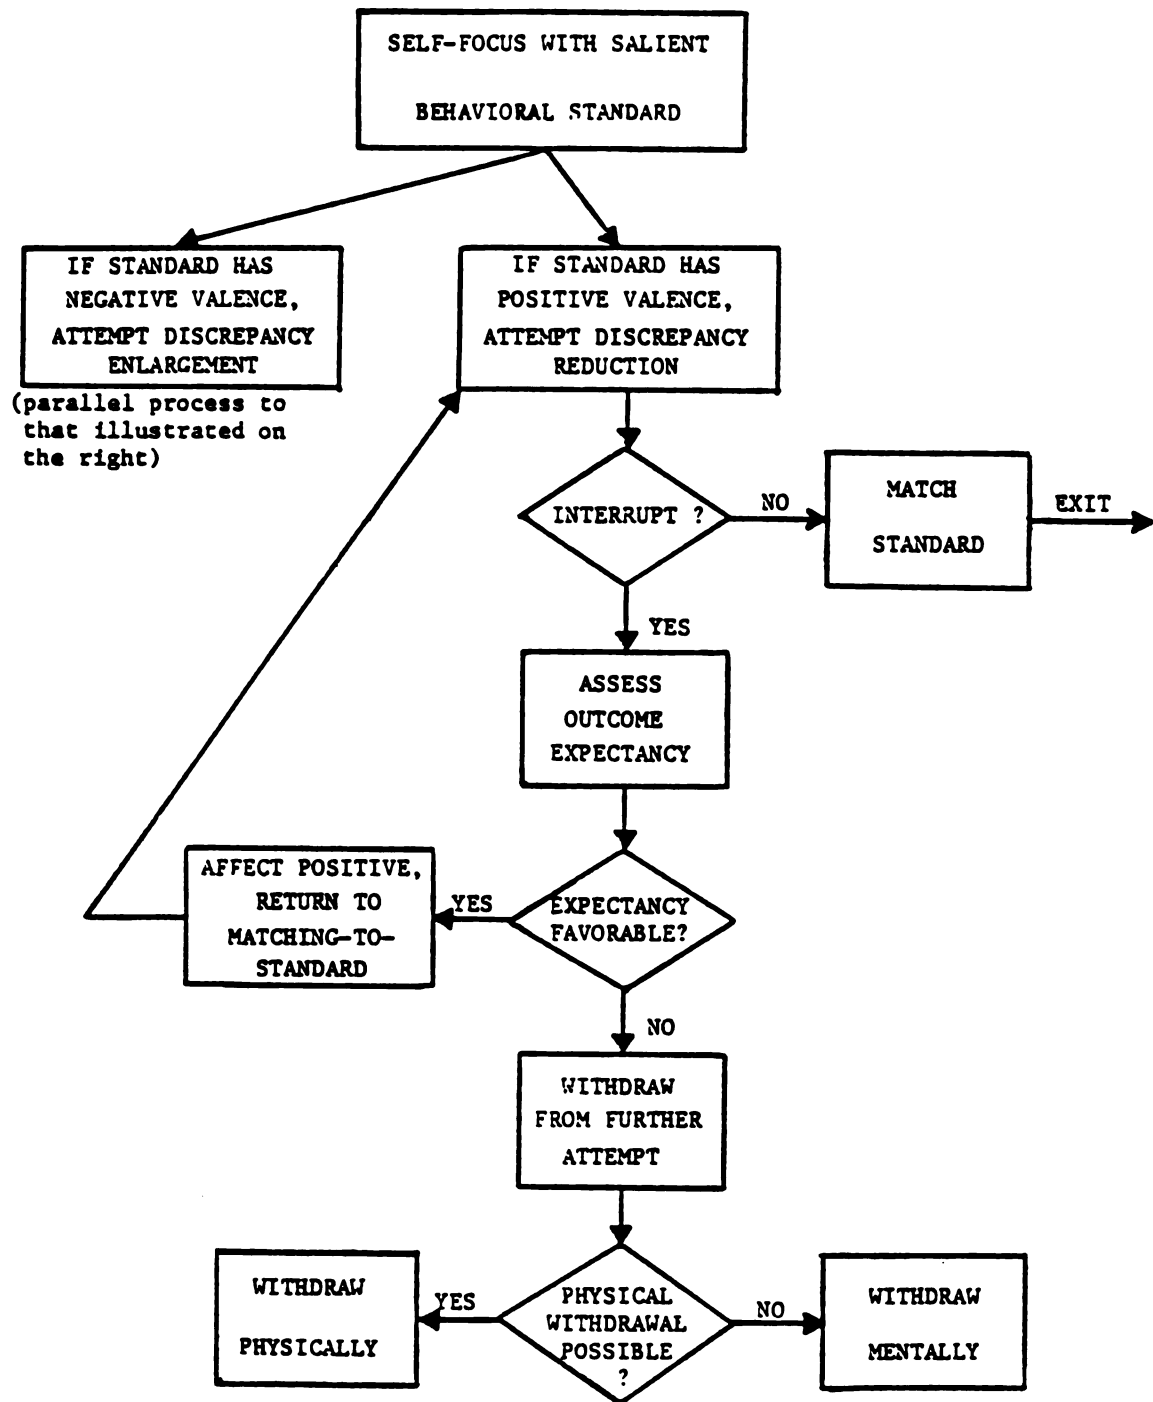 SELF-FOCUS WITH SALIENT
BEHAVIORAL STANDARD
IF STANDARD HAS
NEGATIVE VALENCE,
ATTEMPT DISCREPANCY
ENLARGEMENT
(parallel process to
that illustrated on
the right)
IF STANDARD HAS
POSITIVE VALENCE,
ATTEMPT DISCREPANCY
REDUCTION
INTERRUPT ?
NO
MATCH
STANDARD
EXIT
YES
ASSESS
OUTCOME
EXPECTANCY
EXPECTANCY
FAVORABLE?
YES
AFFECT POSITIVE,
RETURN TO
MATCHING-TO-
STANDARD
NO
WITHDRAW
FROM FURTHER
ATTEMPT
PHYSICAL
WITHDRAWAL
POSSIBLE
?
YES
WITHDRAW
PHYSICALLY
NO
WITHDRAW
MENTALLY